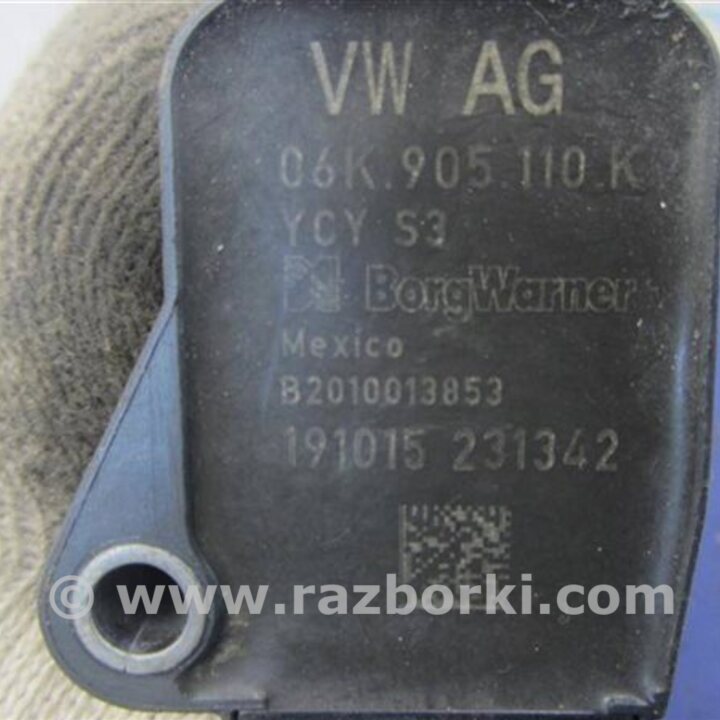 VW AG
06K.905.110.K
YCY S3
BorgWarner
Mexico
B2010013853
191015 231342
© www.razborki.com